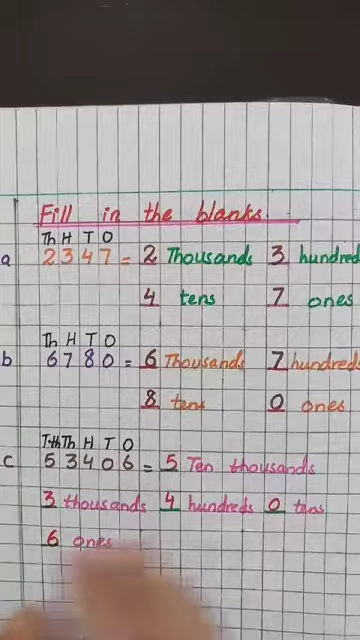 Fill in the blanks.
Th H T O
a 2347 = 2 Thousands 3 hundred
4 tens 7 ones
Th H T O
b 6780 = 6 Thousands 7 hundreds
8 tens 0 ones
T-th Th H T O
c 53406 = 5 Ten thousands
3 thousands 4 hundreds 0 tens
6 ones